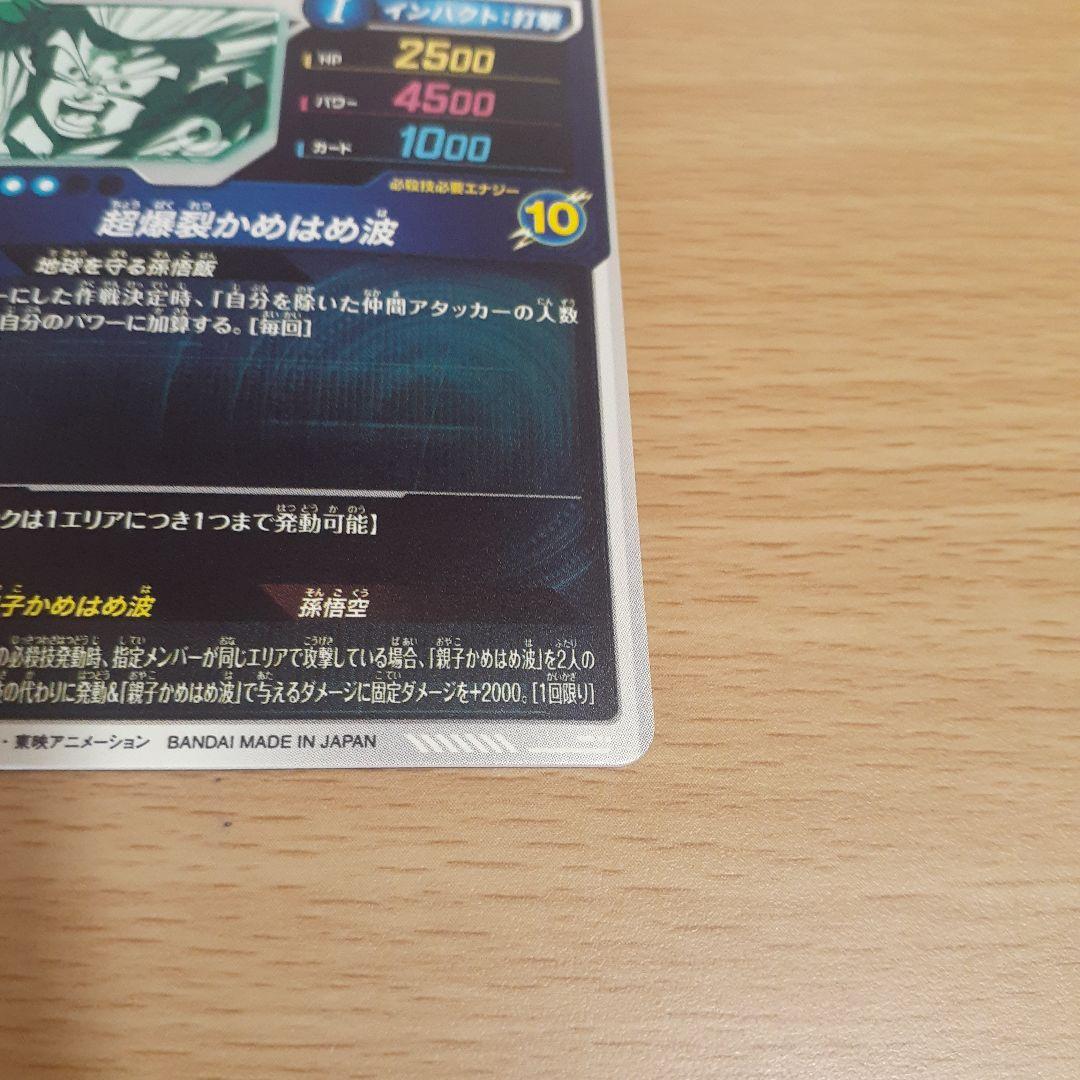 I インパクト:打撃
HP 2500
パワー 4500
ガード 1000
必殺技必要エナジー
10
超爆裂かめはめ波
地球を守る孫悟飯
ーにした作戦決定時、「自分を除いた仲間アタッカーの人数
自分のパワーに加算する。[毎回]
クは1エリアにつき1つまで発動可能】
子かめはめ波 孫悟空
の必殺技発動時、指定メンバーが同じエリアで攻撃している場合、「親子かめはめ波」を2人の
の代わりに発動&「親子かめはめ波」で与えるダメージに固定ダメージを+2000。[1回限り]
・東映アニメーション BANDAI MADE IN JAPAN